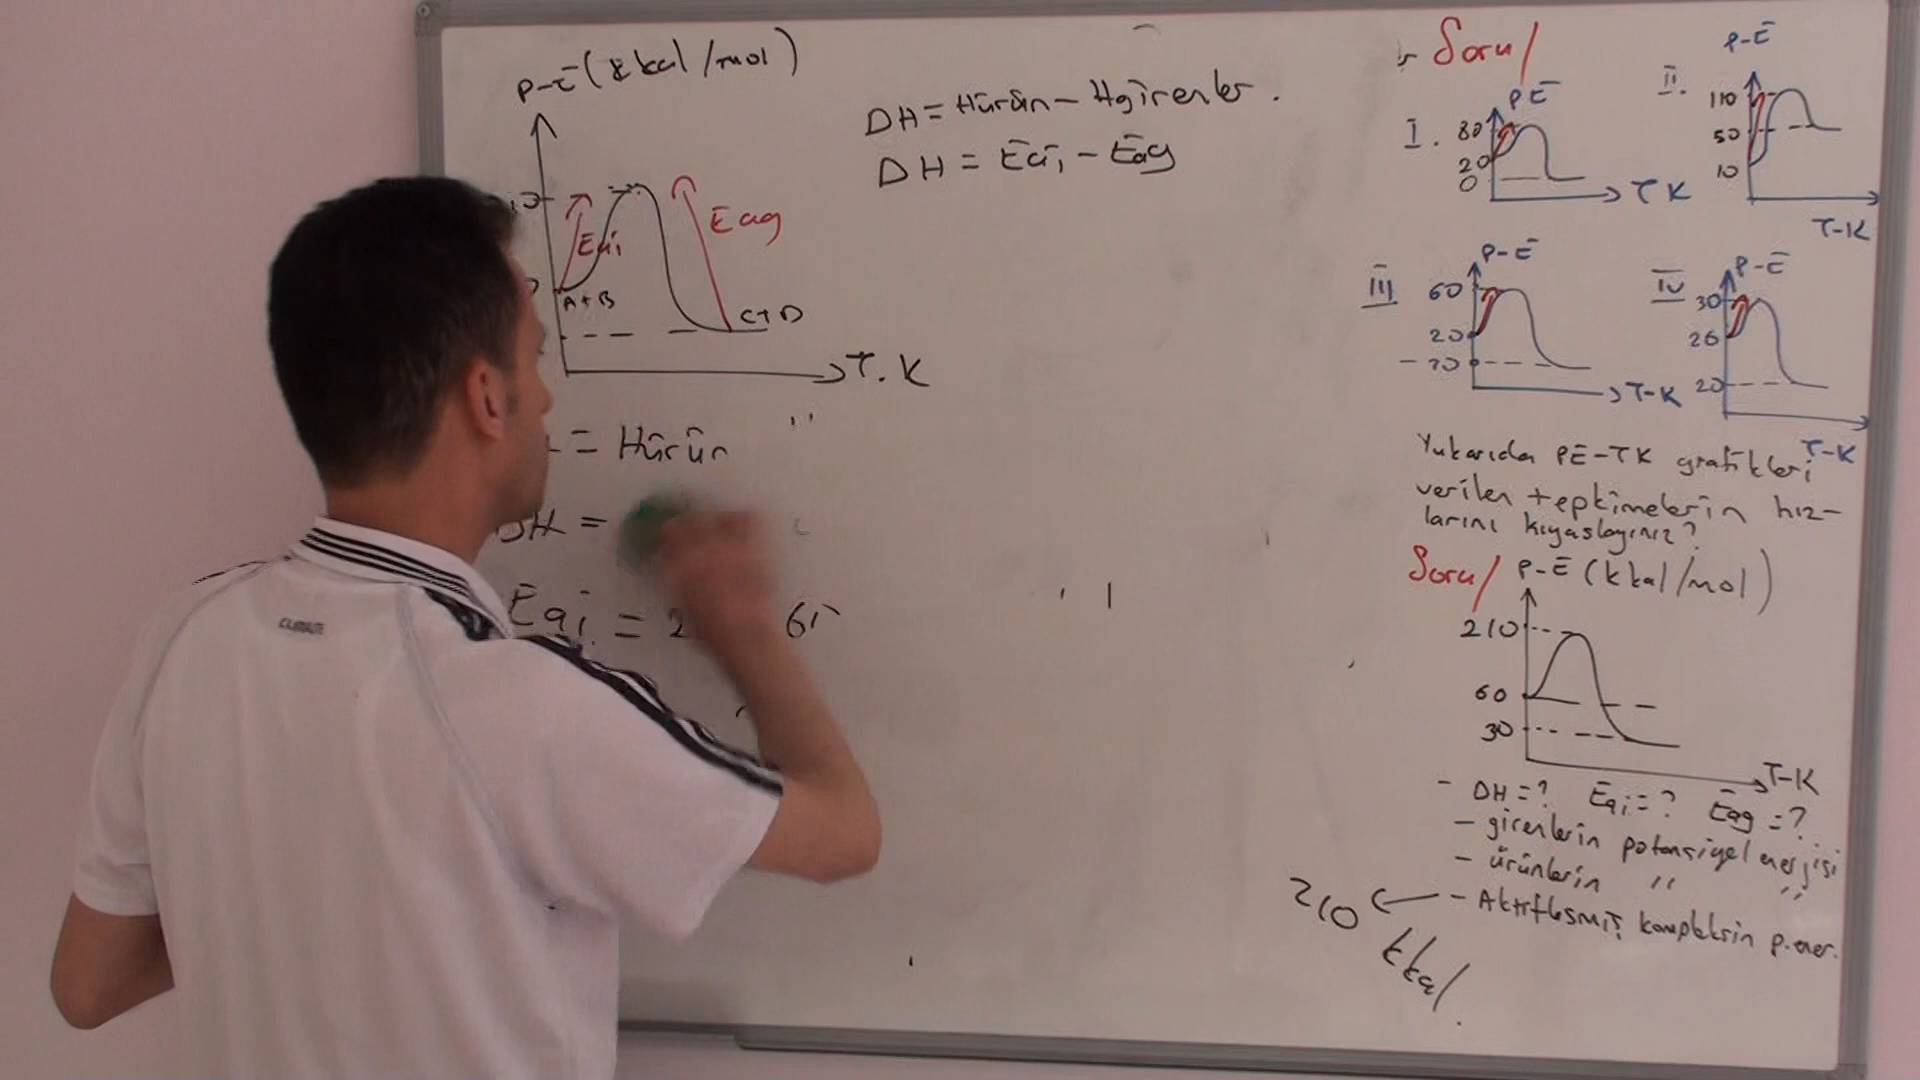 P-E (kkal/mol)
Eai
Eag
A+B
C+D
T.K
ΔH = Hürün - Hgirenler.
ΔH = Eai - Eag
= Hürün
ΔH =
Eai = 2
Soru/
I.
PE
80
20
0
T K
II.
P-E
110
50
10
T-K
III
P-E
60
20
T-K
IV
P-E
30
26
20
T-K
Yukarıda PE-TK grafikleri
verilen tepkimelerin hız-
larını kıyaslayınız?
Soru/ P-E (kkal/mol)
210
60
30
T-K
- ΔH=? Eai=? Eag=?
- girenlerin potansiyel enerjisi
- ürünlerin " "
- Aktifleşmiş kompleksin p.ener.
210
kkal.
CLIMALITE